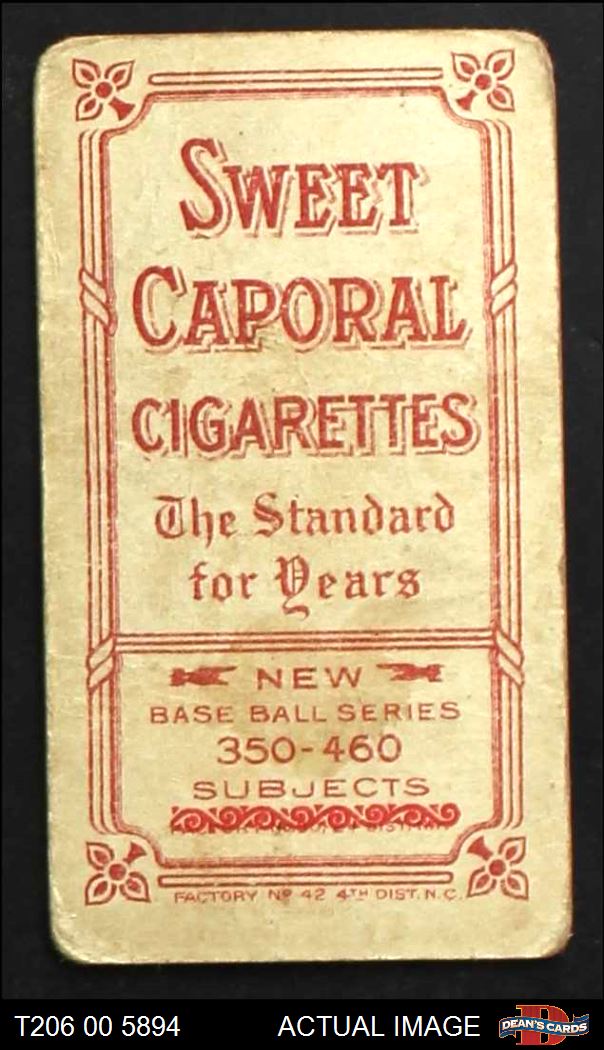 SWEET
CAPORAL
CIGARETTES
The Standard
for Years
NEW
BASE BALL SERIES
350-460
SUBJECTS
FACTORY Nº 42 4TH DIST. N.C.
T206 00 5894
ACTUAL IMAGE
DEAN'S CARDS